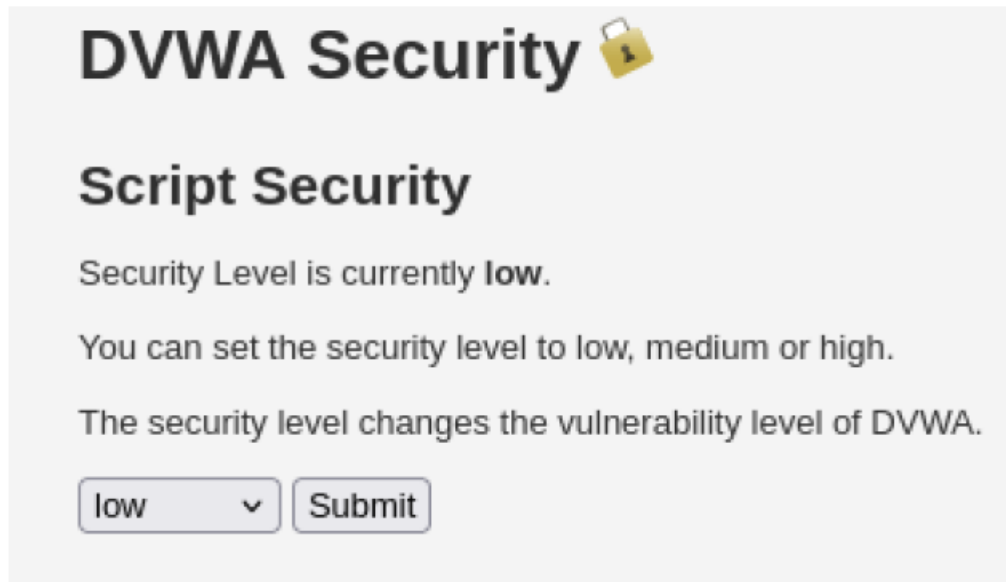 DVWA Security
Script Security
Security Level is currently low.
You can set the security level to low, medium or high.
The security level changes the vulnerability level of DVWA.
low Submit